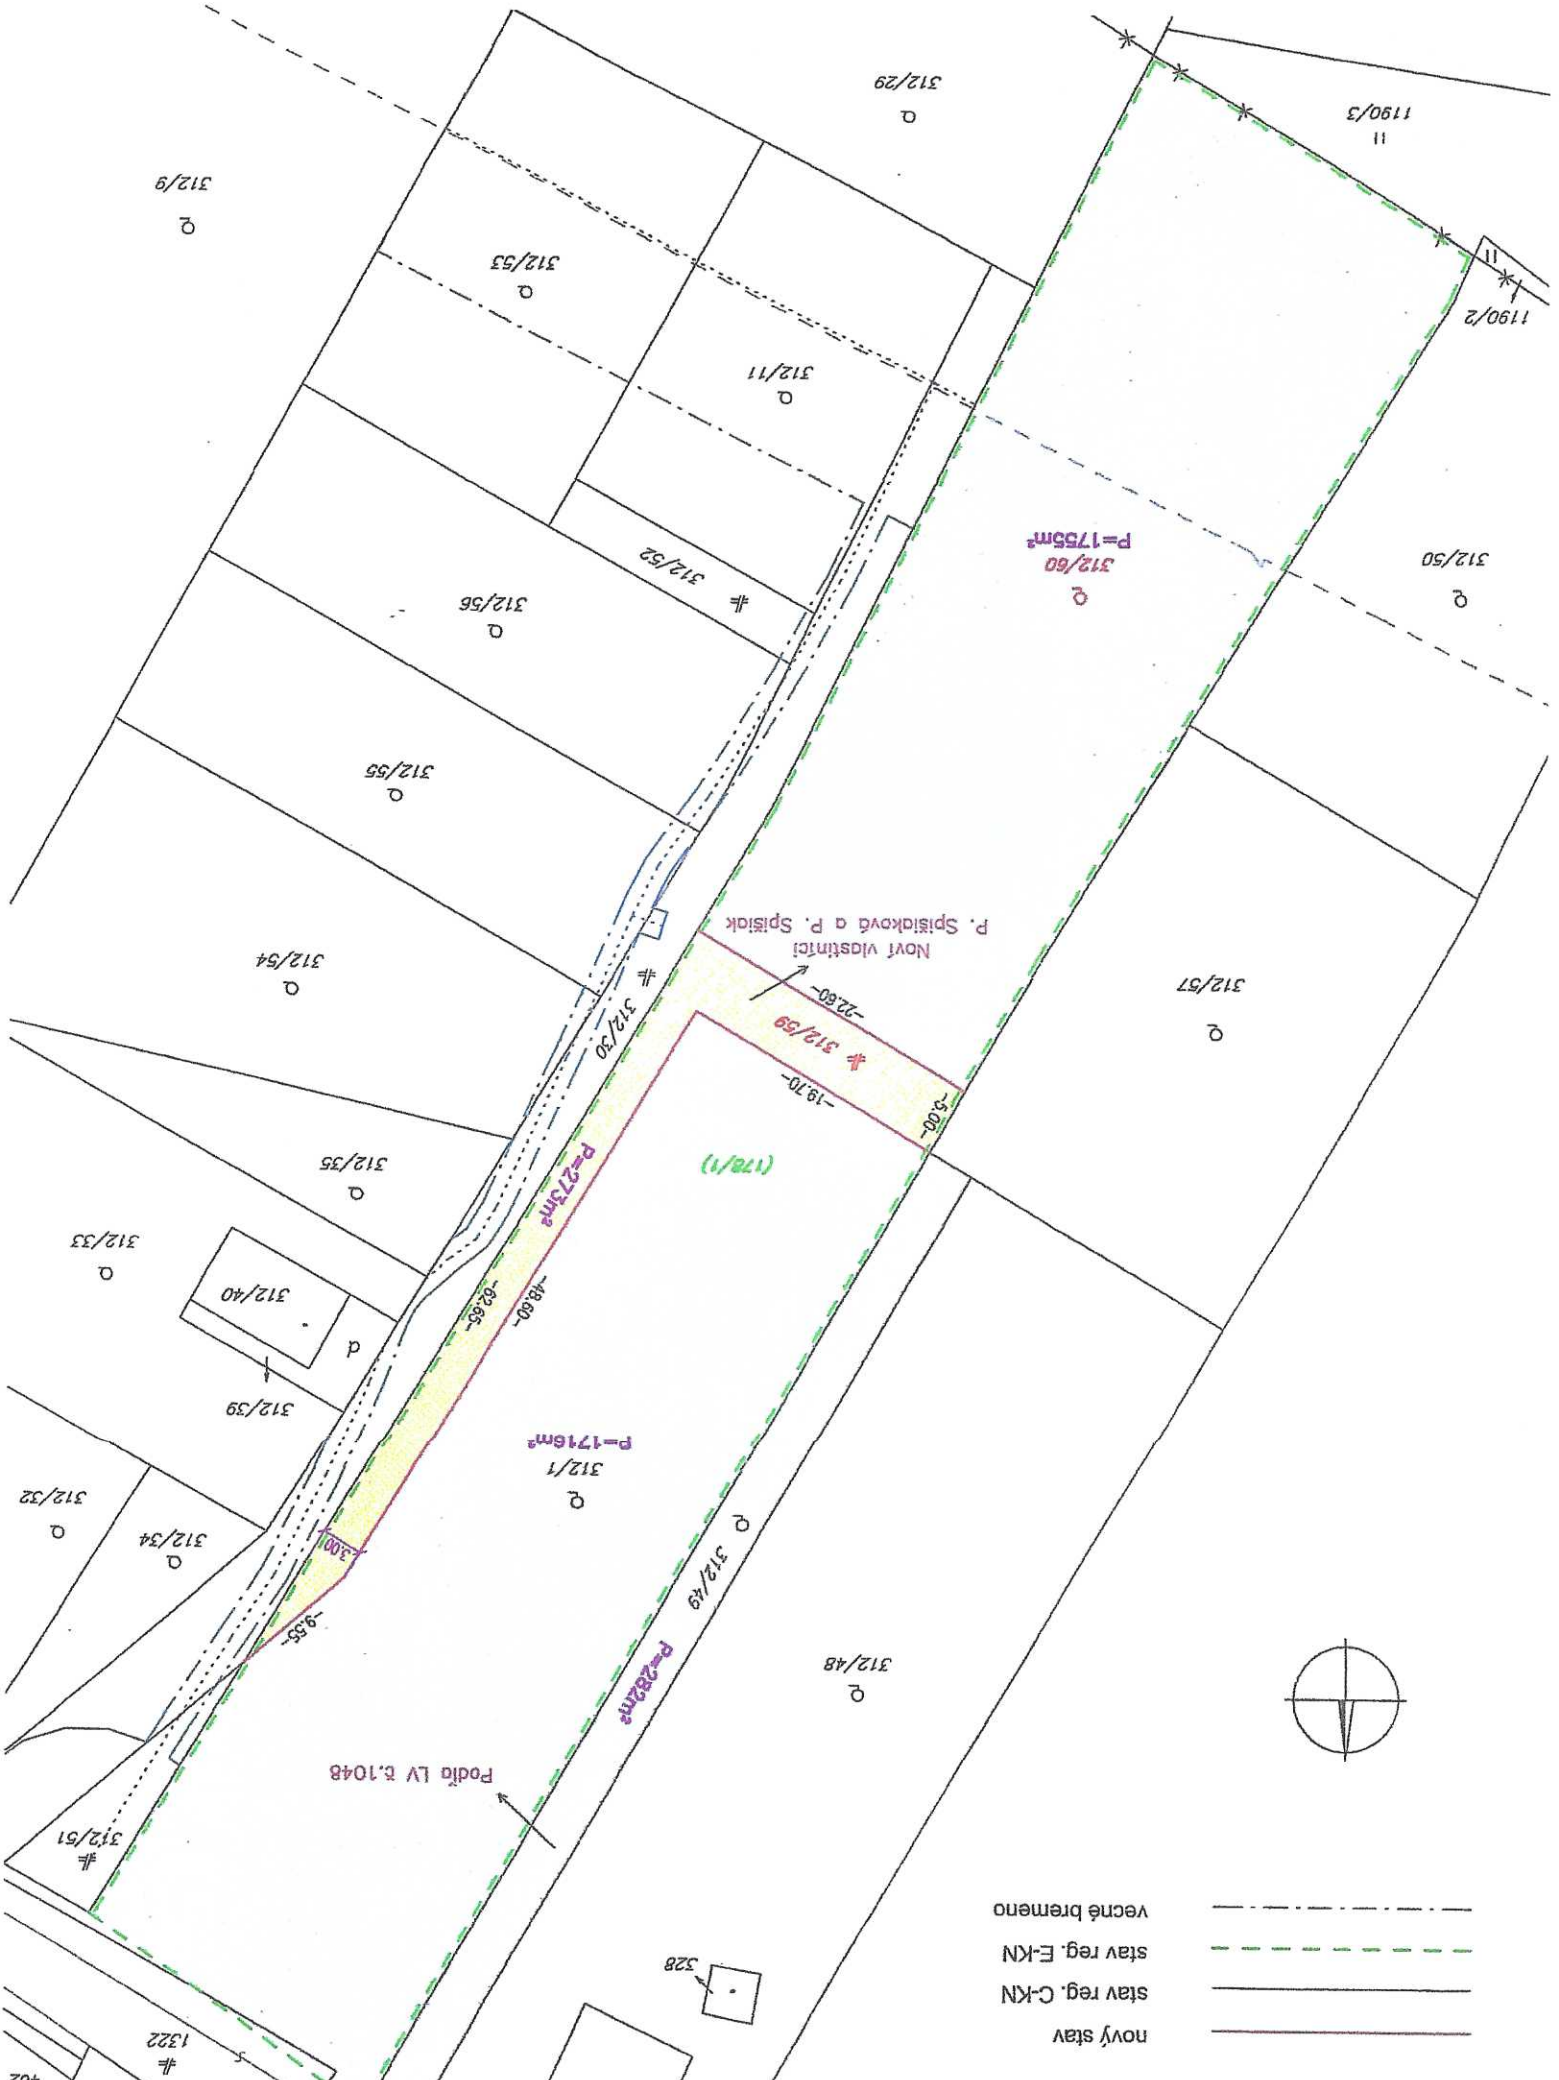 nový stav
stav reg. C-KN
stav reg. E-KN
vecné bremeno
328
1322
312/51
Podľa LV č.1048
312/48
P=282m²
312/49
-9.55-
3.00
312/34
312/32
312/1
P=1716m²
312/39
312/40
d
312/33
-62.65-
-48.60-
P=273m²
312/35
(178/1)
-5.00-
-19.70-
312/59
-22.60-
312/30
312/57
312/54
Noví vlastiníci
P. Spišiaková a P. Spišiak
312/55
312/56
312/52
312/60
P=1755m²
312/50
312/11
312/53
1190/2
312/9
1190/3
312/29